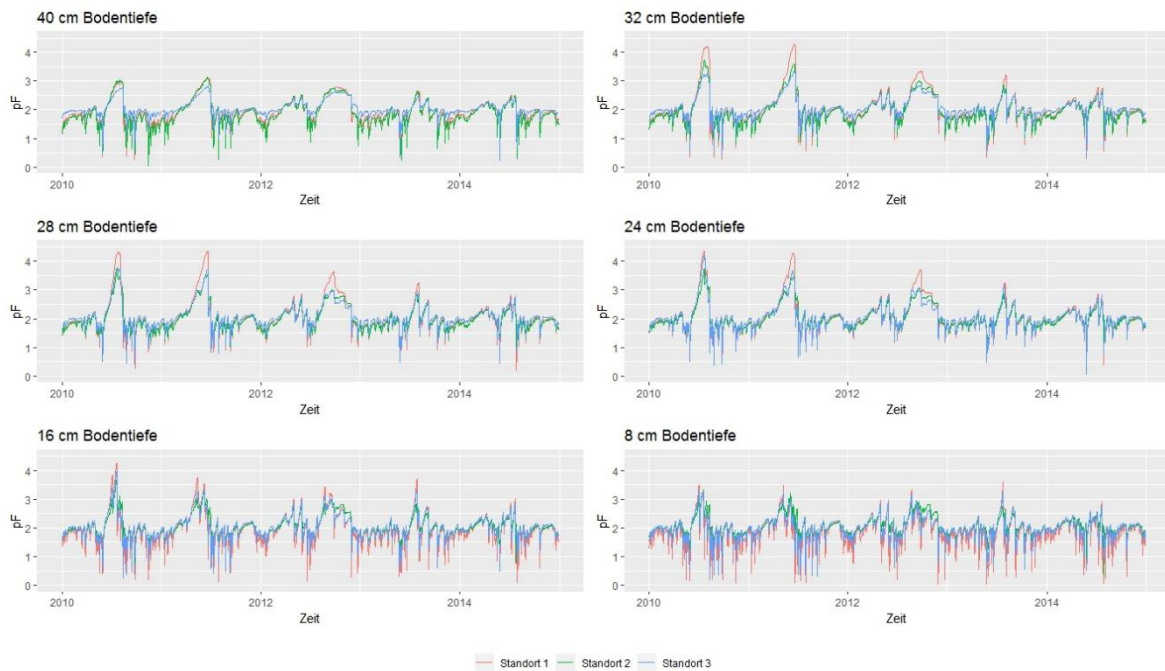 40 cm Bodentiefe
pF
4
3
2
1
0
2010
2012
2014
Zeit
32 cm Bodentiefe
pF
4
3
2
1
0
2010
2012
2014
Zeit
28 cm Bodentiefe
pF
4
3
2
1
0
2010
2012
2014
Zeit
24 cm Bodentiefe
pF
4
3
2
1
0
2010
2012
2014
Zeit
16 cm Bodentiefe
pF
4
3
2
1
0
2010
2012
2014
Zeit
8 cm Bodentiefe
pF
4
3
2
1
0
2010
2012
2014
Zeit
Standort 1 Standort 2 Standort 3